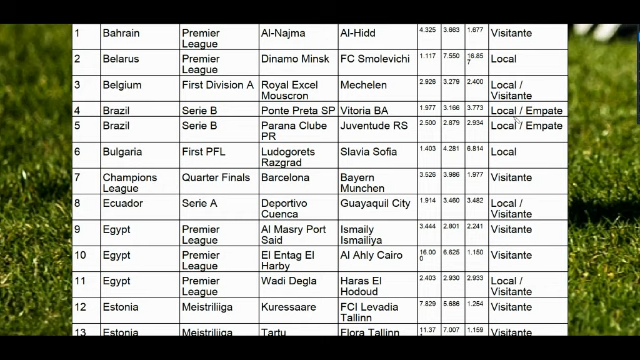 1 Bahrain Premier League Al-Najma Al-Hidd 4.325 3.663 1.677 Visitante
2 Belarus Premier League Dinamo Minsk FC Smolevichi 1.117 7.550 16.857 Local
3 Belgium First Division A Royal Excel Mouscron Mechelen 2.926 3.279 2.400 Local / Visitante
4 Brazil Serie B Ponte Preta SP Vitoria BA 1.977 3.166 3.773 Local / Empate
5 Brazil Serie B Parana Clube PR Juventude RS 2.500 2.879 2.934 Local / Empate
6 Bulgaria First PFL Ludogorets Razgrad Slavia Sofia 1.403 4.281 6.814 Local
7 Champions League Quarter Finals Barcelona Bayern Munchen 3.526 3.986 1.977 Visitante
8 Ecuador Serie A Deportivo Cuenca Guayaquil City 1.914 3.460 3.482 Local / Visitante
9 Egypt Premier League Al Masry Port Said Ismaily Ismailiya 3.444 2.801 2.241 Visitante
10 Egypt Premier League El Entag El Harby Al Ahly Cairo 16.000 6.625 1.150 Visitante
11 Egypt Premier League Wadi Degla Haras El Hodoud 2.403 2.930 2.933 Local / Visitante
12 Estonia Meistriliiga Kuressaare FCI Levadia Tallinn 7.829 5.686 1.254 Visitante
13 Estonia Meistriliiga Tartu Flora Tallinn 11.37 7.007 1.159 Visitante